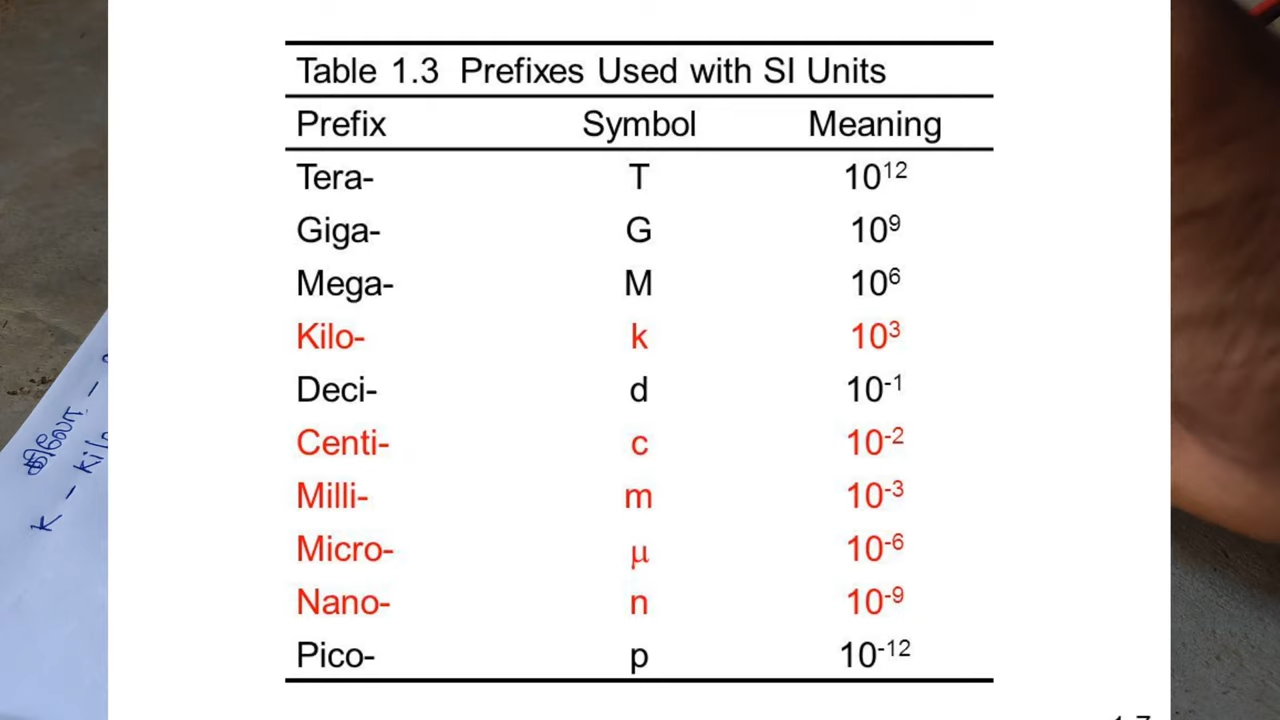 Table 1.3 Prefixes Used with SI Units
Prefix Symbol Meaning
Tera- T 10¹²
Giga- G 10⁹
Mega- M 10⁶
Kilo- k 10³
Deci- d 10⁻¹
Centi- c 10⁻²
Milli- m 10⁻³
Micro- μ 10⁻⁶
Nano- n 10⁻⁹
Pico- p 10⁻¹²
கிலோ -
K - kilo